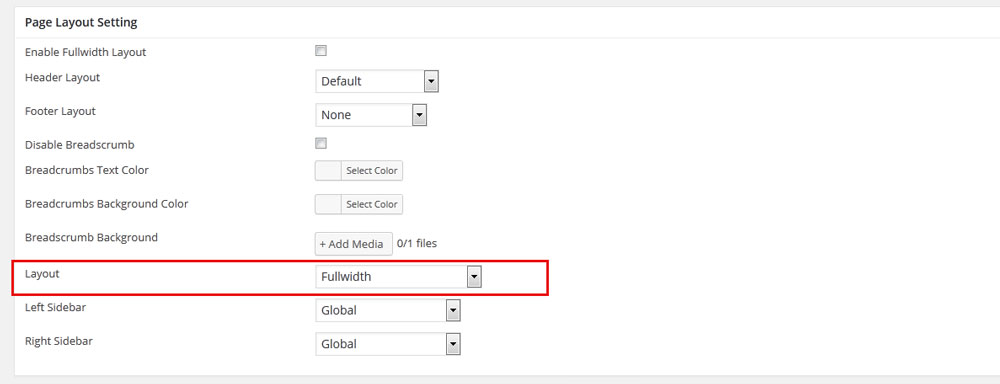 Page Layout Setting
Enable Fullwidth Layout
Header Layout Default
Footer Layout None
Disable Breadscrumb
Breadcrumbs Text Color Select Color
Breadcrumbs Background Color Select Color
Breadscrumb Background + Add Media 0/1 files
Layout Fullwidth
Left Sidebar Global
Right Sidebar Global